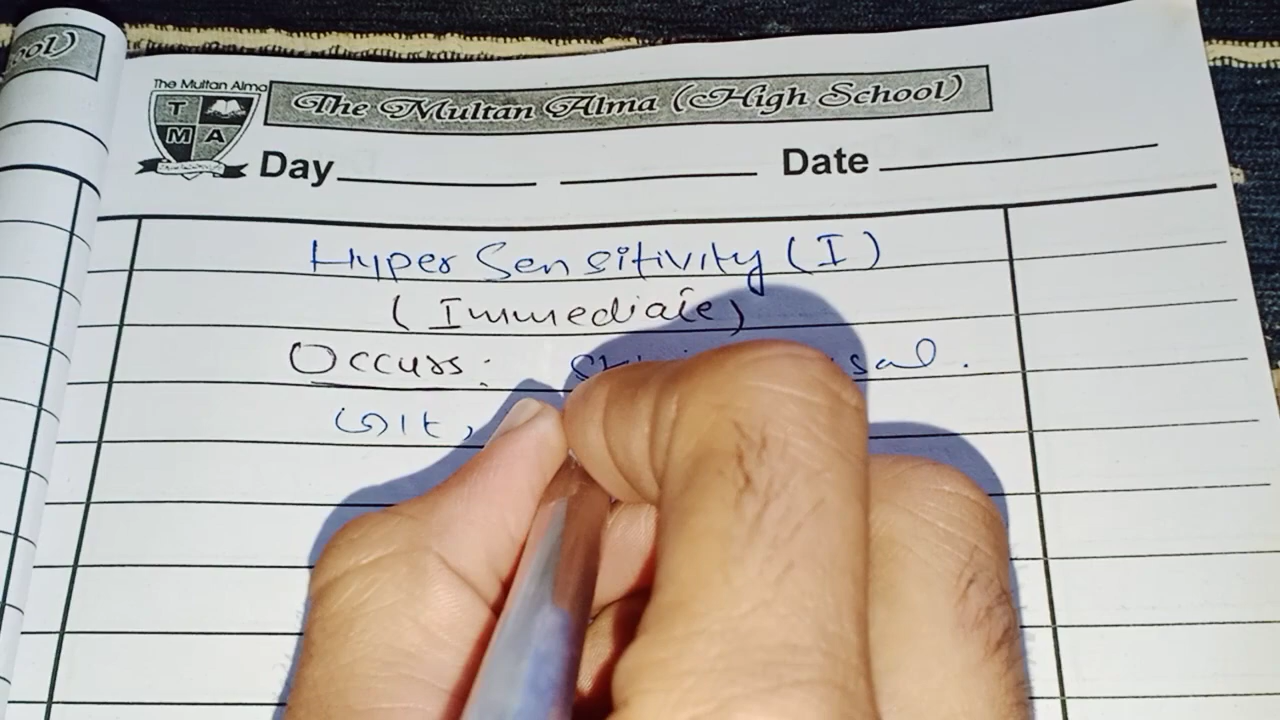 ool)
The Multan Alma
T M A
The Multan Alma (High School)
Day
Date
Hyper Sensitivity (I)
(Immediate)
Occurs:
GIt,